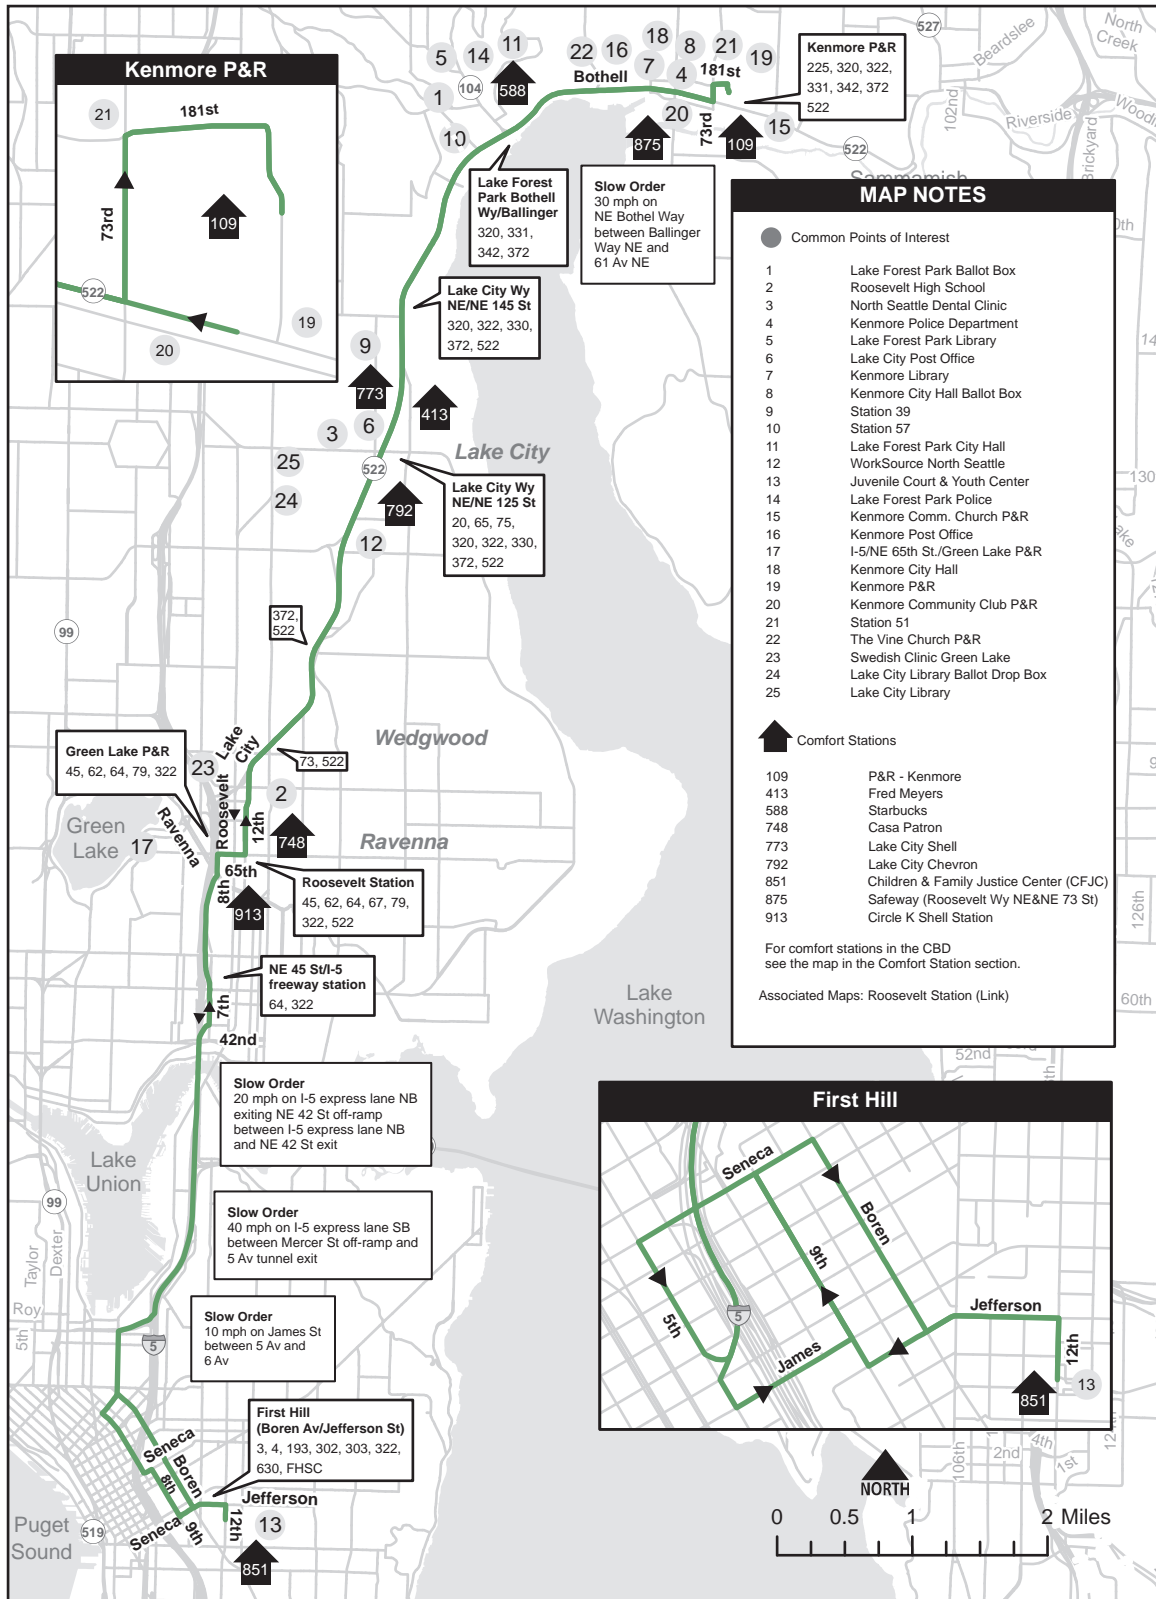 Kenmore P&R
181st
21
73rd
109
522
19
20
5
14
11
104
588
1
10
22
16
18
8
21
19
Bothell
7
4
181st
20
73rd
875
109
15
Kenmore P&R
225, 320, 322,
331, 342, 372
522
527
North
Creek
Beardslee
102nd
Riverside
Brickyard
522
Lake Forest
Park Bothell
Wy/Ballinger
320, 331,
342, 372
Slow Order
30 mph on
NE Bothel Way
between Ballinger
Way NE and
61 Av NE
Lake City Wy
NE/NE 145 St
320, 322, 330,
372, 522
9
773
413
3
6
25
522
Lake City
24
792
12
Lake City Wy
NE/NE 125 St
20, 65, 75,
320, 322, 330,
372, 522
99
372,
522
MAP NOTES
Common Points of Interest
1 Lake Forest Park Ballot Box
2 Roosevelt High School
3 North Seattle Dental Clinic
4 Kenmore Police Department
5 Lake Forest Park Library
6 Lake City Post Office
7 Kenmore Library
8 Kenmore City Hall Ballot Box
9 Station 39
10 Station 57
11 Lake Forest Park City Hall
12 WorkSource North Seattle
13 Juvenile Court & Youth Center
14 Lake Forest Park Police
15 Kenmore Comm. Church P&R
16 Kenmore Post Office
17 I-5/NE 65th St./Green Lake P&R
18 Kenmore City Hall
19 Kenmore P&R
20 Kenmore Community Club P&R
21 Station 51
22 The Vine Church P&R
23 Swedish Clinic Green Lake
24 Lake City Library Ballot Drop Box
25 Lake City Library
Comfort Stations
109 P&R - Kenmore
413 Fred Meyers
588 Starbucks
748 Casa Patron
773 Lake City Shell
792 Lake City Chevron
851 Children & Family Justice Center (CFJC)
875 Safeway (Roosevelt Wy NE&NE 73 St)
913 Circle K Shell Station
For comfort stations in the CBD
see the map in the Comfort Station section.
Associated Maps: Roosevelt Station (Link)
126th
60th
52nd
Green Lake P&R
45, 62, 64, 79, 322
23
Lake
City
73, 522
Wedgwood
Roosevelt
12th
2
Green
Lake
17
Ravenna
748
Ravenna
65th
8th
913
Roosevelt Station
45, 62, 64, 67, 79,
322, 522
NE 45 St/I-5
freeway station
64, 322
7th
42nd
Lake
Washington
Slow Order
20 mph on I-5 express lane NB
exiting NE 42 St off-ramp
between I-5 express lane NB
and NE 42 St exit
Lake
Union
99
Slow Order
40 mph on I-5 express lane SB
between Mercer St off-ramp and
5 Av tunnel exit
Taylor
Dexter
Roy
5th
5
Slow Order
10 mph on James St
between 5 Av and
6 Av
First Hill
(Boren Av/Jefferson St)
3, 4, 193, 302, 303, 322,
630, FHSC
Seneca
Boren
8th
Seneca
9th
Jefferson
12th
13
851
Puget
Sound
519
First Hill
Seneca
Boren
9th
5th
5
James
Jefferson
12th
13
851
106th
2nd
4th
1st
NORTH
0 0.5 1 2 Miles